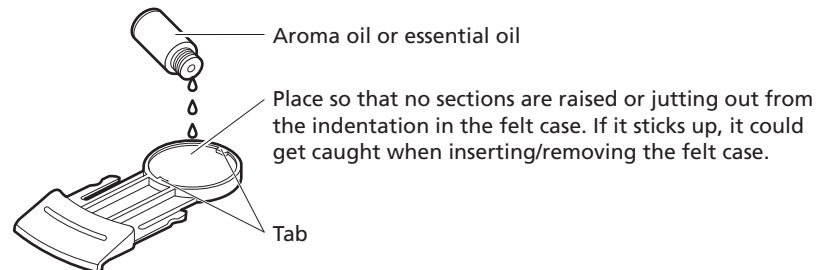 Aroma oil or essential oil
Place so that no sections are raised or jutting out from
the indentation in the felt case. If it sticks up, it could
get caught when inserting/removing the felt case.
Tab